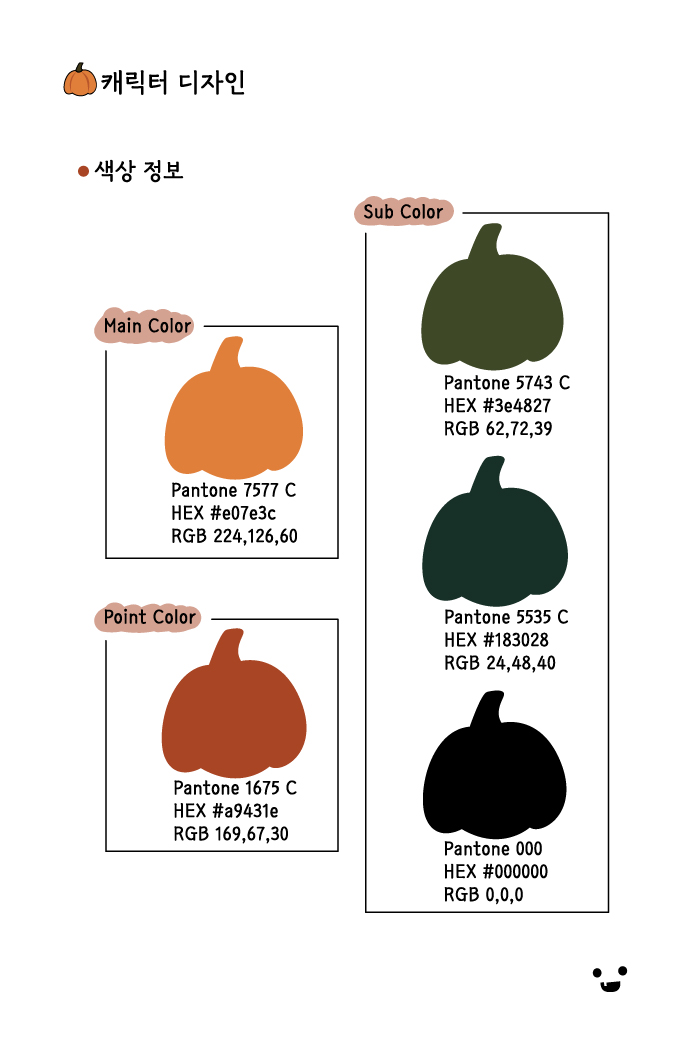 캐릭터 디자인
색상 정보
Main Color
Pantone 7577 C
HEX #e07e3c
RGB 224,126,60
Point Color
Pantone 1675 C
HEX #a9431e
RGB 169,67,30
Sub Color
Pantone 5743 C
HEX #3e4827
RGB 62,72,39
Pantone 5535 C
HEX #183028
RGB 24,48,40
Pantone 000
HEX #000000
RGB 0,0,0